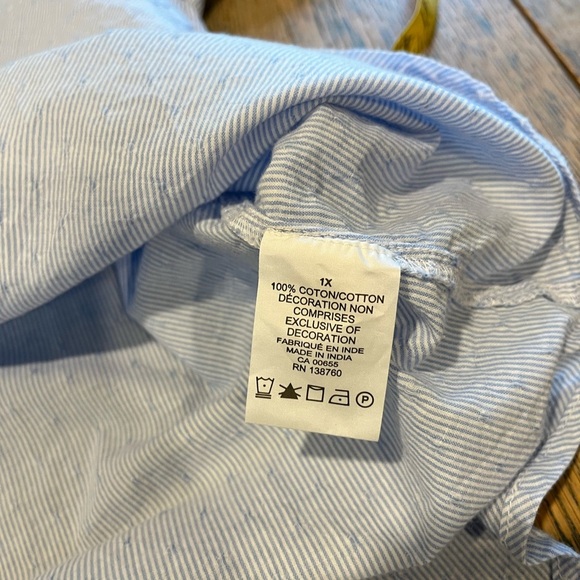 1X
100% COTON/COTTON
DÉCORATION NON
COMPRISES
EXCLUSIVE OF
DECORATION
FABRIQUÉ EN INDE
MADE IN INDIA
CA 00655
RN 138760
P